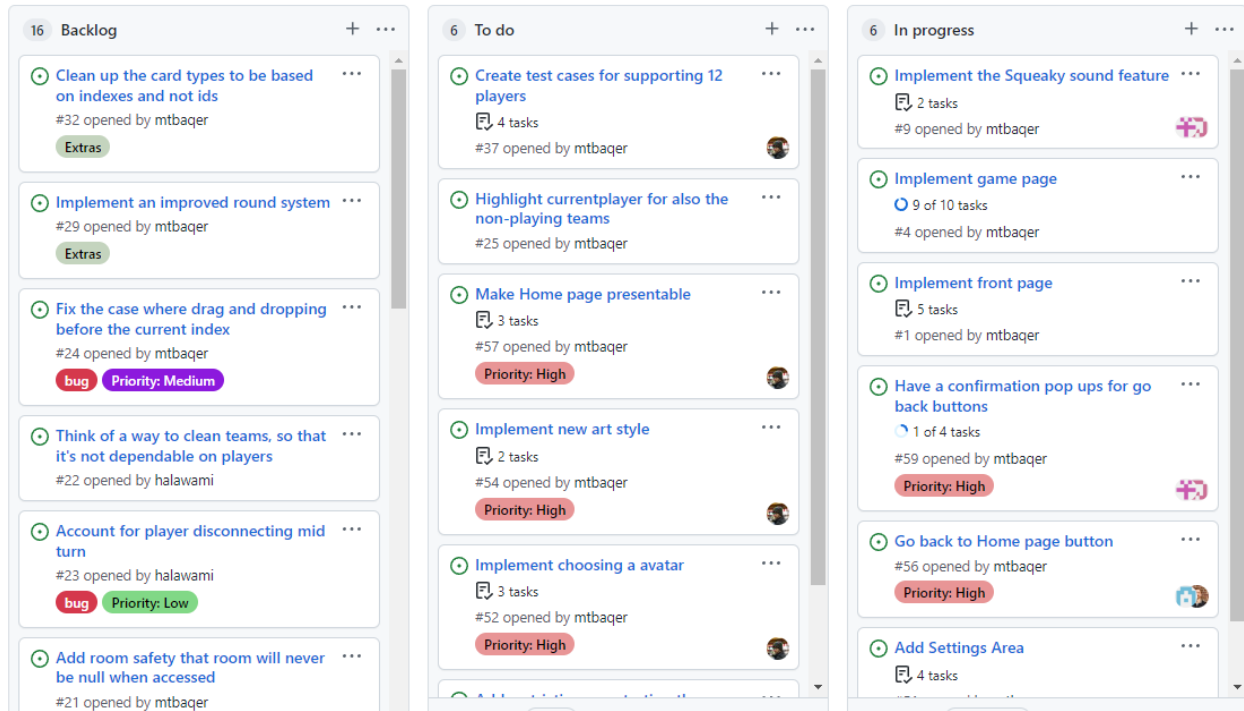 16 Backlog
Clean up the card types to be based
on indexes and not ids
#32 opened by mtbaqer
Extras
Implement an improved round system
#29 opened by mtbaqer
Extras
Fix the case where drag and dropping
before the current index
#24 opened by mtbaqer
bug Priority: Medium
Think of a way to clean teams, so that
it's not dependable on players
#22 opened by halawami
Account for player disconnecting mid
turn
#23 opened by halawami
bug Priority: Low
Add room safety that room will never
be null when accessed
#21 opened by mtbaqer
6 To do
Create test cases for supporting 12
players
4 tasks
#37 opened by mtbaqer
Highlight currentplayer for also the
non-playing teams
#25 opened by mtbaqer
Make Home page presentable
3 tasks
#57 opened by mtbaqer
Priority: High
Implement new art style
2 tasks
#54 opened by mtbaqer
Priority: High
Implement choosing a avatar
3 tasks
#52 opened by mtbaqer
Priority: High
6 In progress
Implement the Squeaky sound feature
2 tasks
#9 opened by mtbaqer
Implement game page
9 of 10 tasks
#4 opened by mtbaqer
Implement front page
5 tasks
#1 opened by mtbaqer
Have a confirmation pop ups for go
back buttons
1 of 4 tasks
#59 opened by mtbaqer
Priority: High
Go back to Home page button
#56 opened by mtbaqer
Priority: High
Add Settings Area
4 tasks